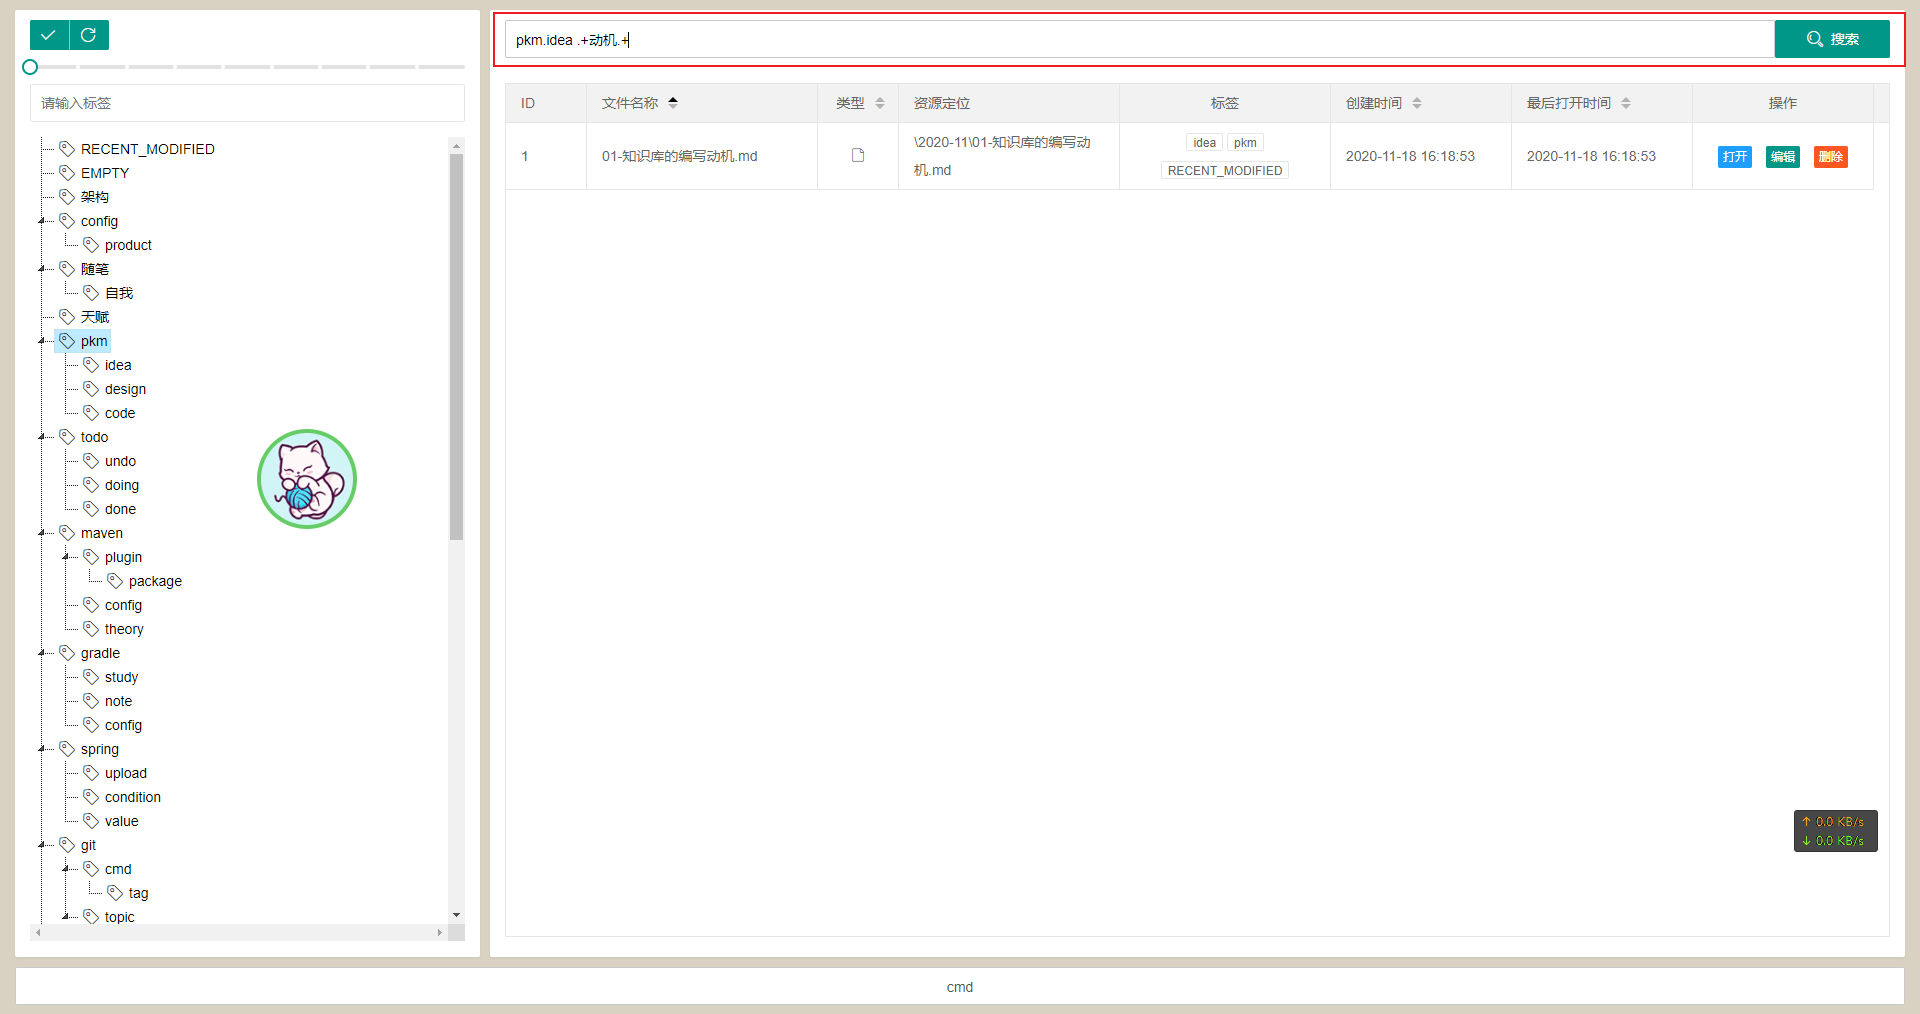 pkm.idea .+动机.+
搜索
请输入标签
RECENT_MODIFIED
EMPTY
架构
config
product
随笔
自我
天赋
pkm
idea
design
code
todo
undo
doing
done
maven
plugin
package
config
theory
gradle
study
note
config
spring
upload
condition
value
git
cmd
tag
topic
ID 文件名称 类型 资源定位 标签 创建时间 最后打开时间 操作
1 01-知识库的编写动机.md \2020-11\01-知识库的编写动 idea pkm 2020-11-18 16:18:53 2020-11-18 16:18:53 打开 编辑 删除
机.md RECENT_MODIFIED
↑ 0.0 KB/s
↓ 0.0 KB/s
cmd